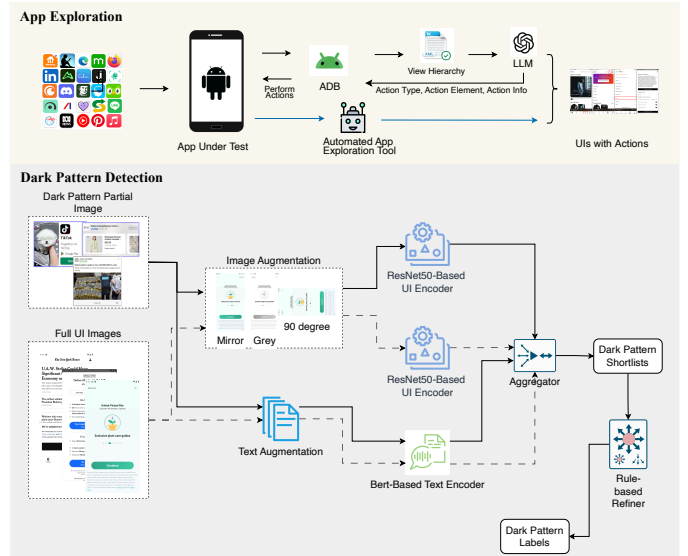 App Exploration
ADB
View Hierarchy
LLM
Perform
Actions
Action Type, Action Element, Action Info
App Under Test
Automated App
Exploration Tool
UIs with Actions
Dark Pattern Detection
Dark Pattern Partial
Image
TikTok
Image Augmentation
Mirror
Grey
90 degree
ResNet50-Based
UI Encoder
Full UI Images
ResNet50-Based
UI Encoder
Aggregator
Dark Pattern
Shortlists
Text Augmentation
Bert-Based Text Encoder
Rule-
based
Refiner
Dark Pattern
Labels